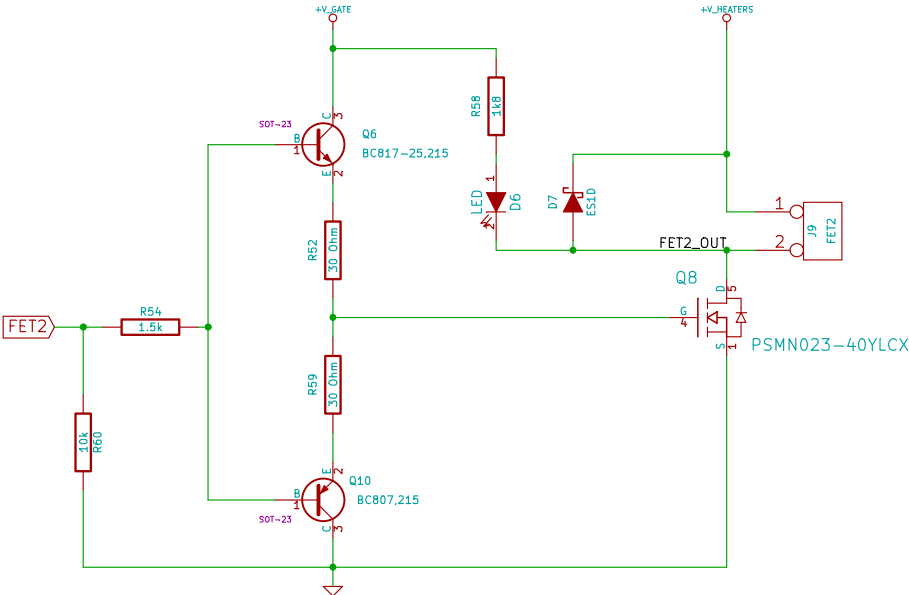 +V_GATE
+V_HEATERS
R58
1k8
SOT-23
C
3
B
1
Q6
BC817-25,215
E
2
1
LED
D6
2
D7
ES1D
1
J9
FET2
2
FET2_OUT
R52
30 Ohm
Q8
D
5
G
4
S
1
PSMN023-40YLCX
FET2
R54
1.5k
R59
30 Ohm
10k
R60
E
2
Q10
B
1
BC807,215
SOT-23
C
3